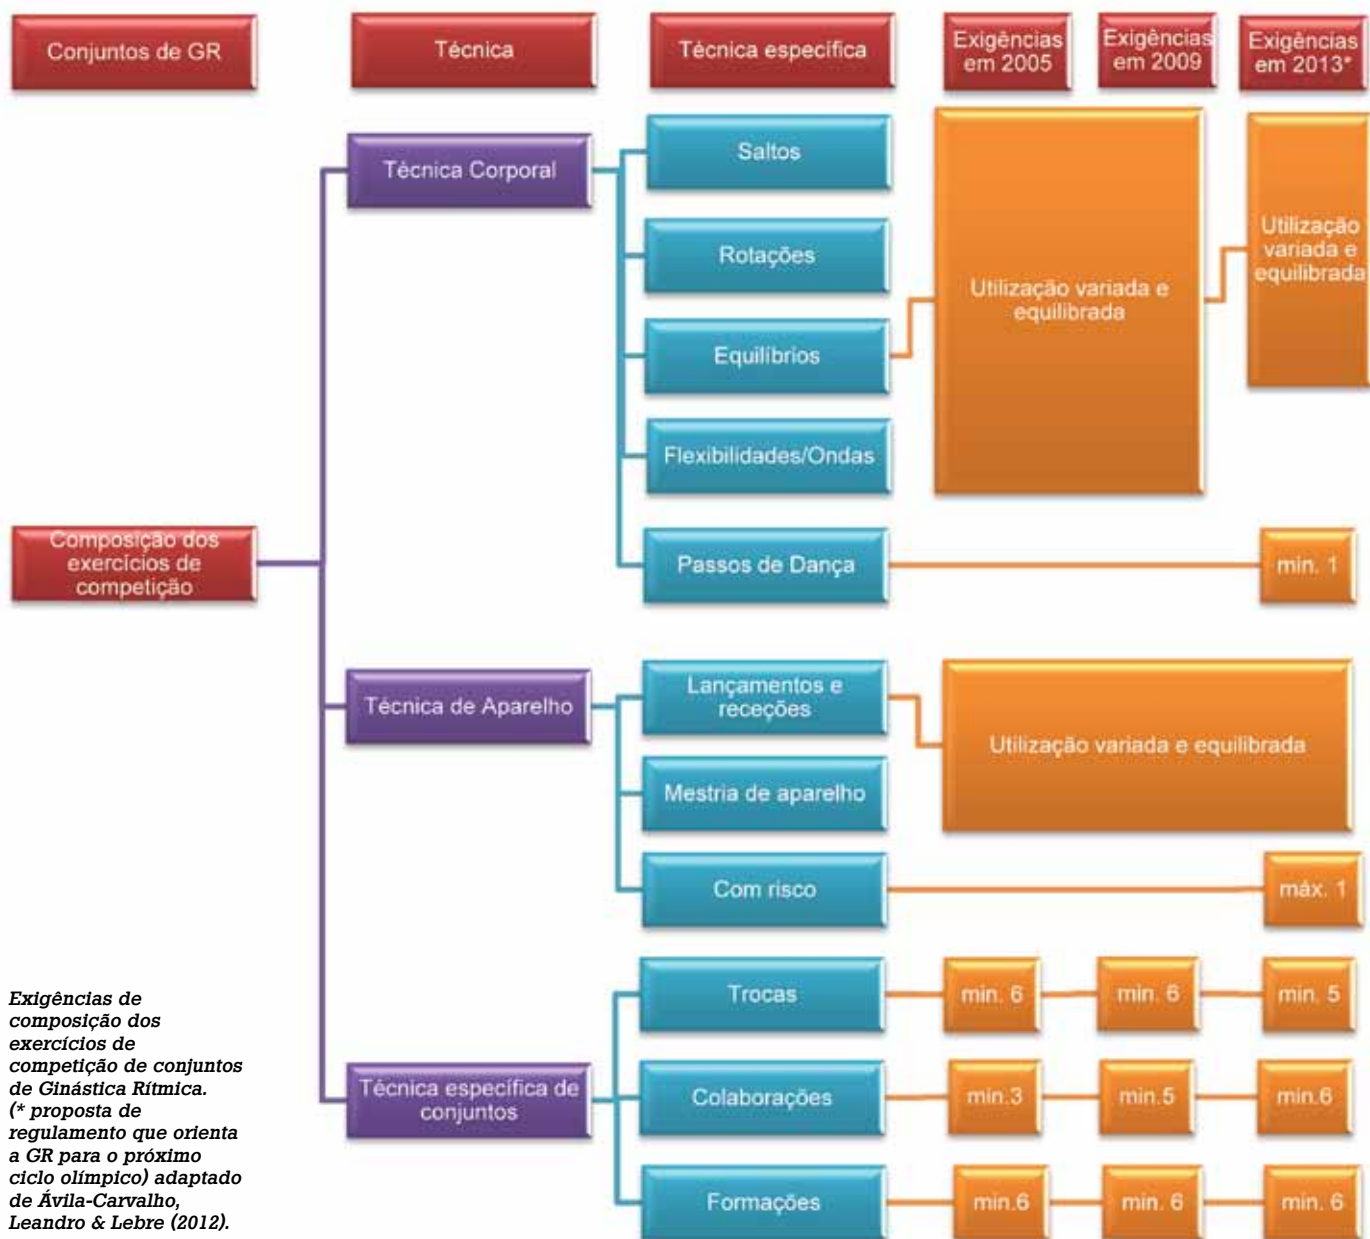 Conjuntos de GR
Técnica
Técnica específica
Exigências
em 2005
Exigências
em 2009
Exigências
em 2013*
Composição dos
exercícios de
competição
Técnica Corporal
Saltos
Rotações
Equilíbrios
Flexibilidades/Ondas
Passos de Dança
Utilização variada e
equilibrada
Utilização
variada e
equilibrada
min. 1
Técnica de Aparelho
Lançamentos e
receções
Mestria de aparelho
Com risco
Utilização variada e equilibrada
máx. 1
Técnica específica de
conjuntos
Trocas
min. 6
min. 6
min. 5
Colaborações
min.3
min.5
min.6
Formações
min.6
min. 6
min. 6
Exigências de
composição dos
exercícios de
competição de conjuntos
de Ginástica Rítmica.
(* proposta de
regulamento que orienta
a GR para o próximo
ciclo olímpico) adaptado
de Ávila-Carvalho,
Leandro & Lebre (2012).